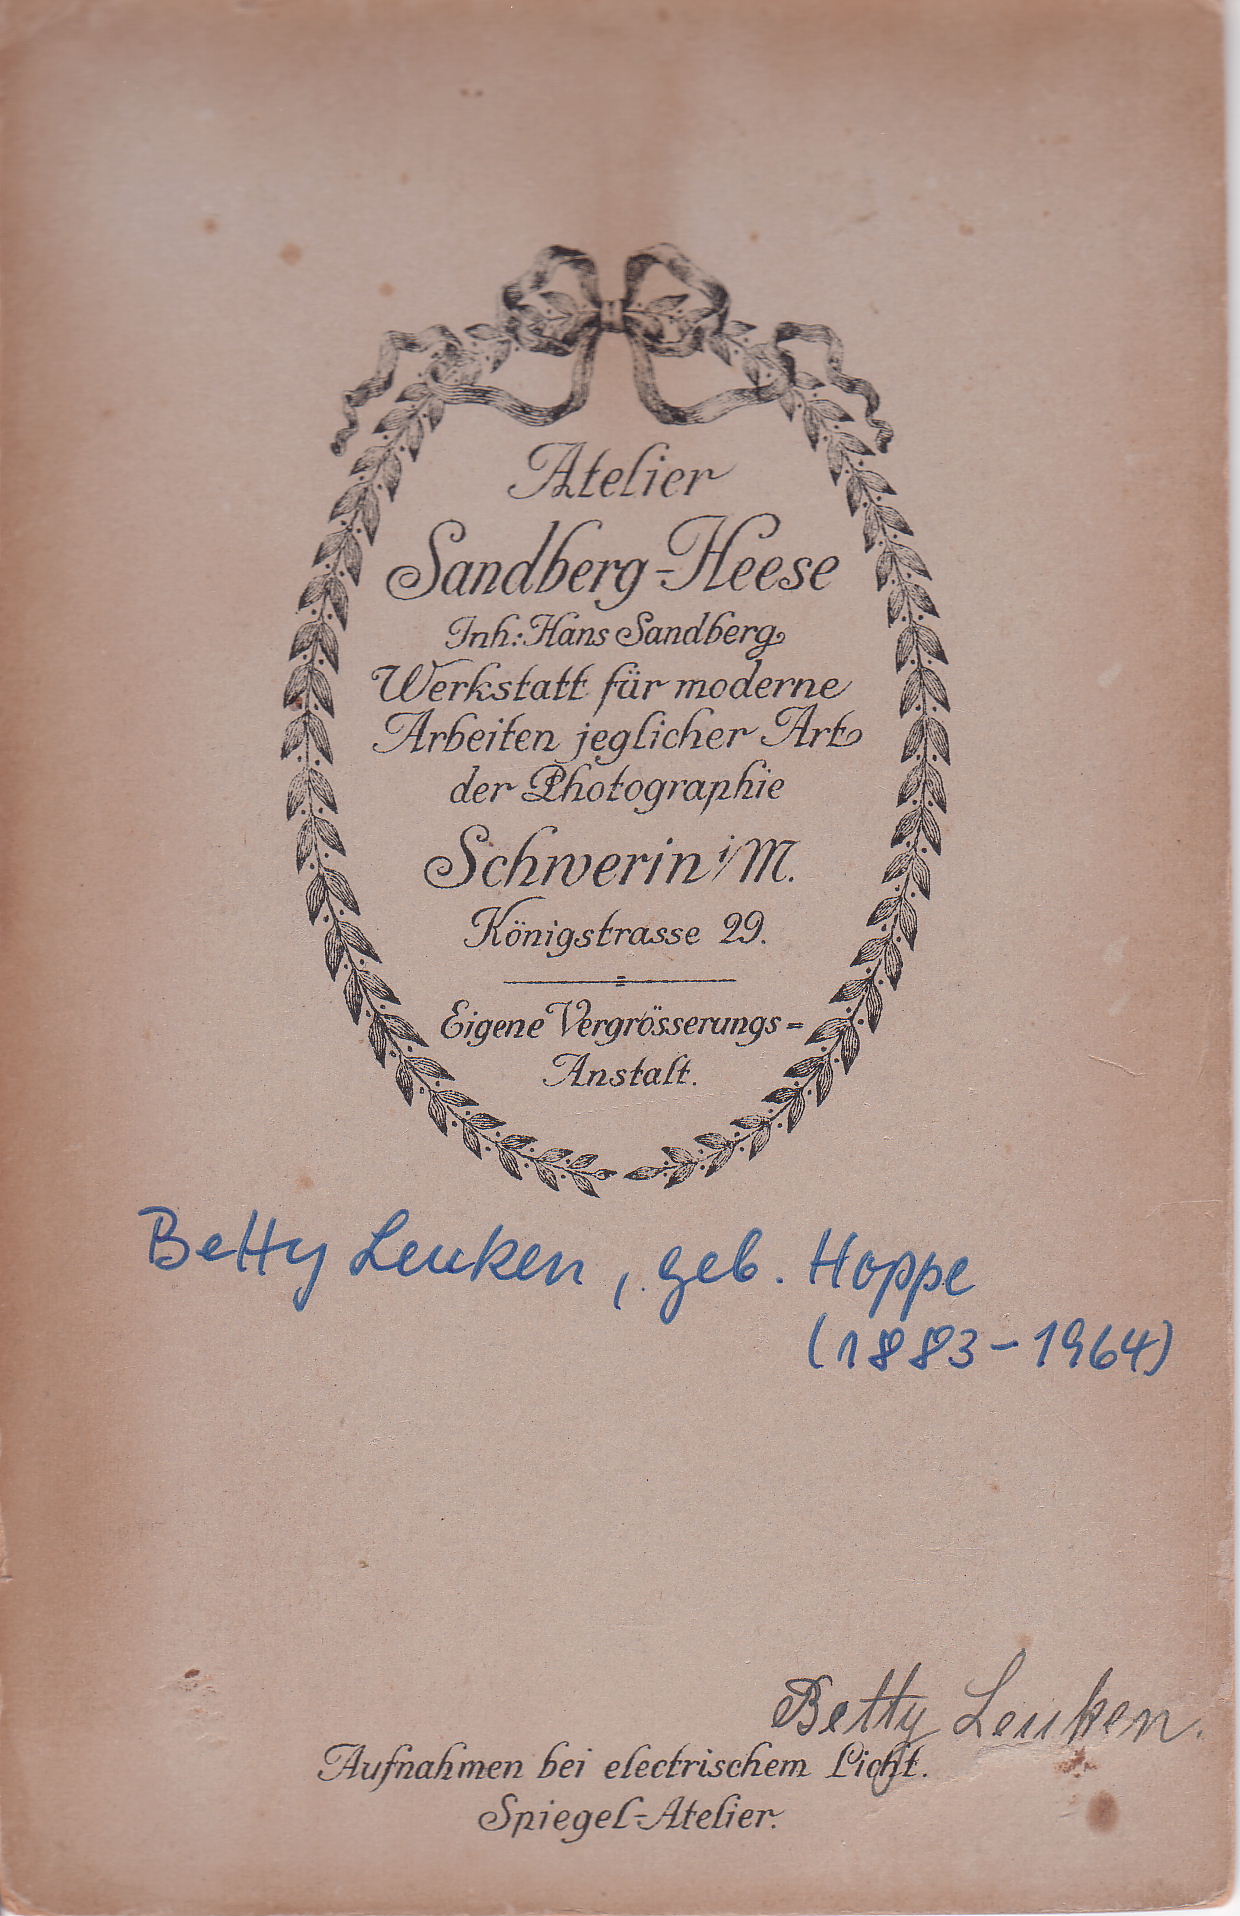 Atelier
Sandberg-Heese
Inh: Hans Sandberg
Werkstatt für moderne
Arbeiten jeglicher Art
der Photographie
Schwerin i/M.
Königstrasse 29.
Eigene Vergrösserungs=
Anstalt.
Betty Leuken, geb. Hoppe
(1883-1964)
Betty Leuken.
Aufnahmen bei electrischem Licht.
Spiegel-Atelier.